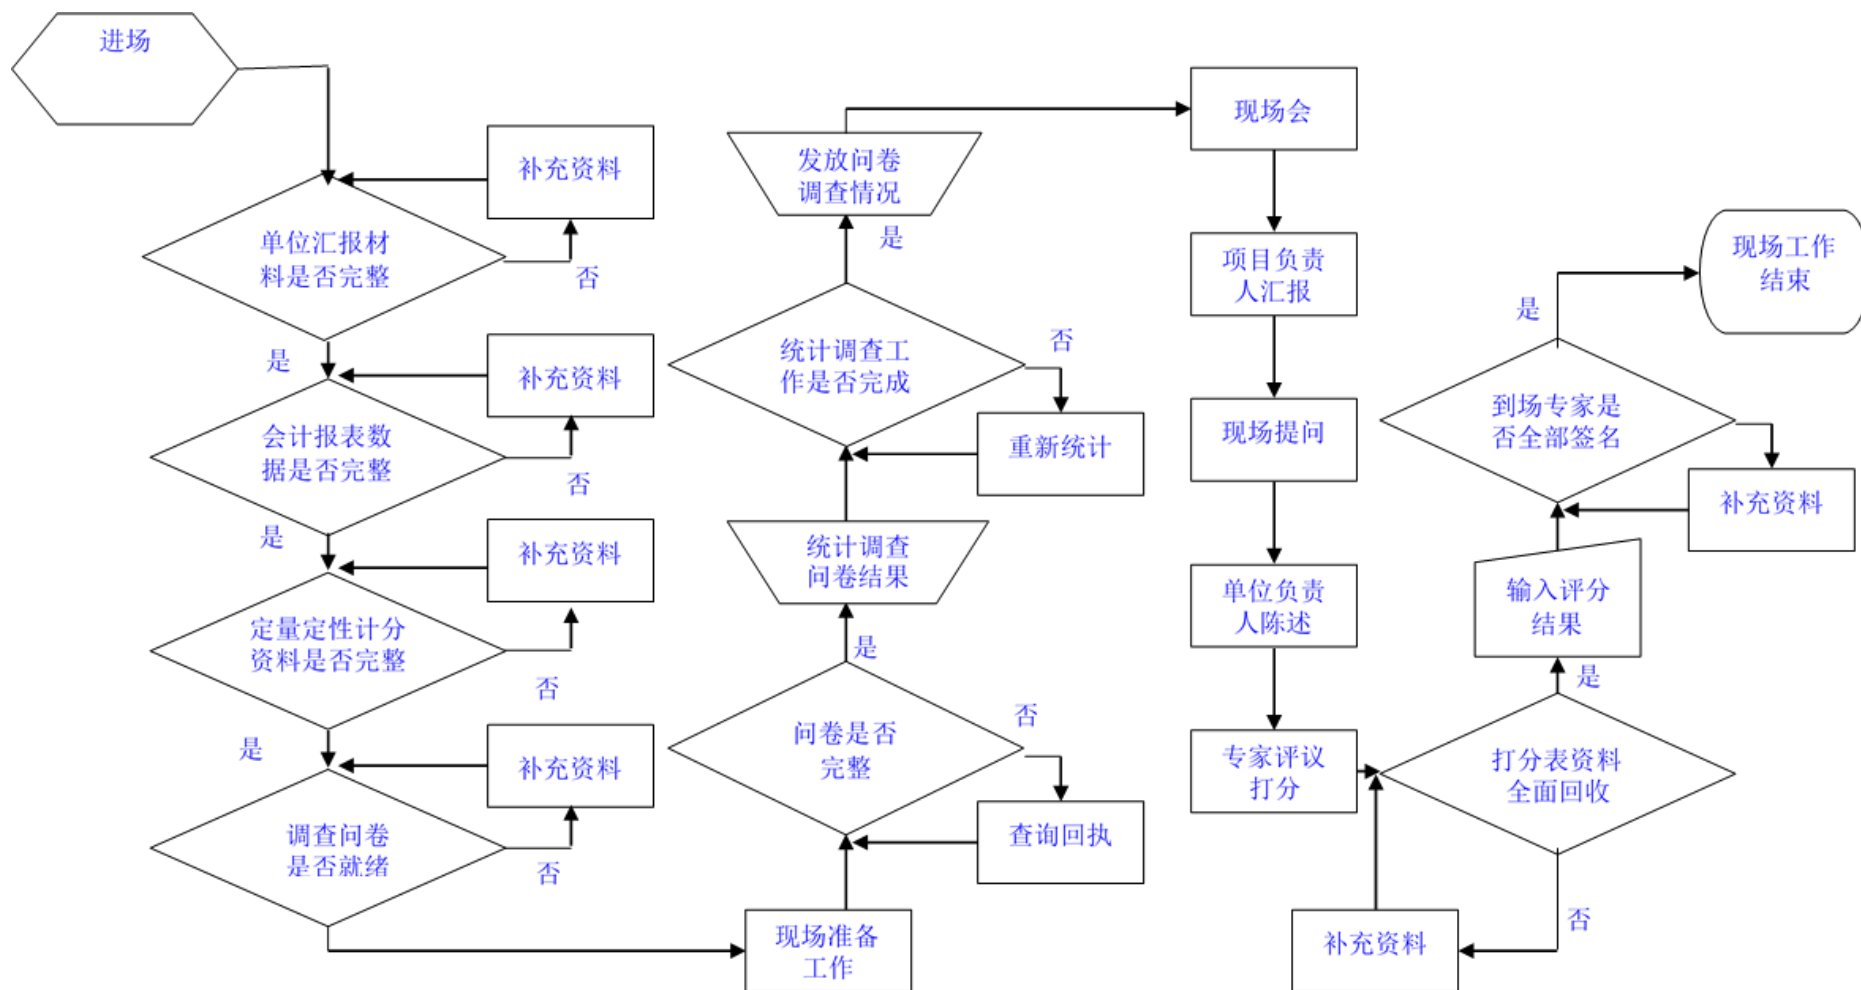 进场
补充资料
单位汇报材
料是否完整
否
是
补充资料
会计报表数
据是否完整
否
是
补充资料
定量定性计分
资料是否完整
否
是
补充资料
调查问卷
是否就绪
否
现场准备
工作
问卷是否
完整
否
查询回执
是
统计调查
问卷结果
统计调查工
作是否完成
否
重新统计
是
发放问卷
调查情况
现场会
项目负责
人汇报
现场提问
单位负责
人陈述
专家评议
打分
打分表资料
全面回收
否
补充资料
是
输入评分
结果
到场专家是
否全部签名
补充资料
是
现场工作
结束